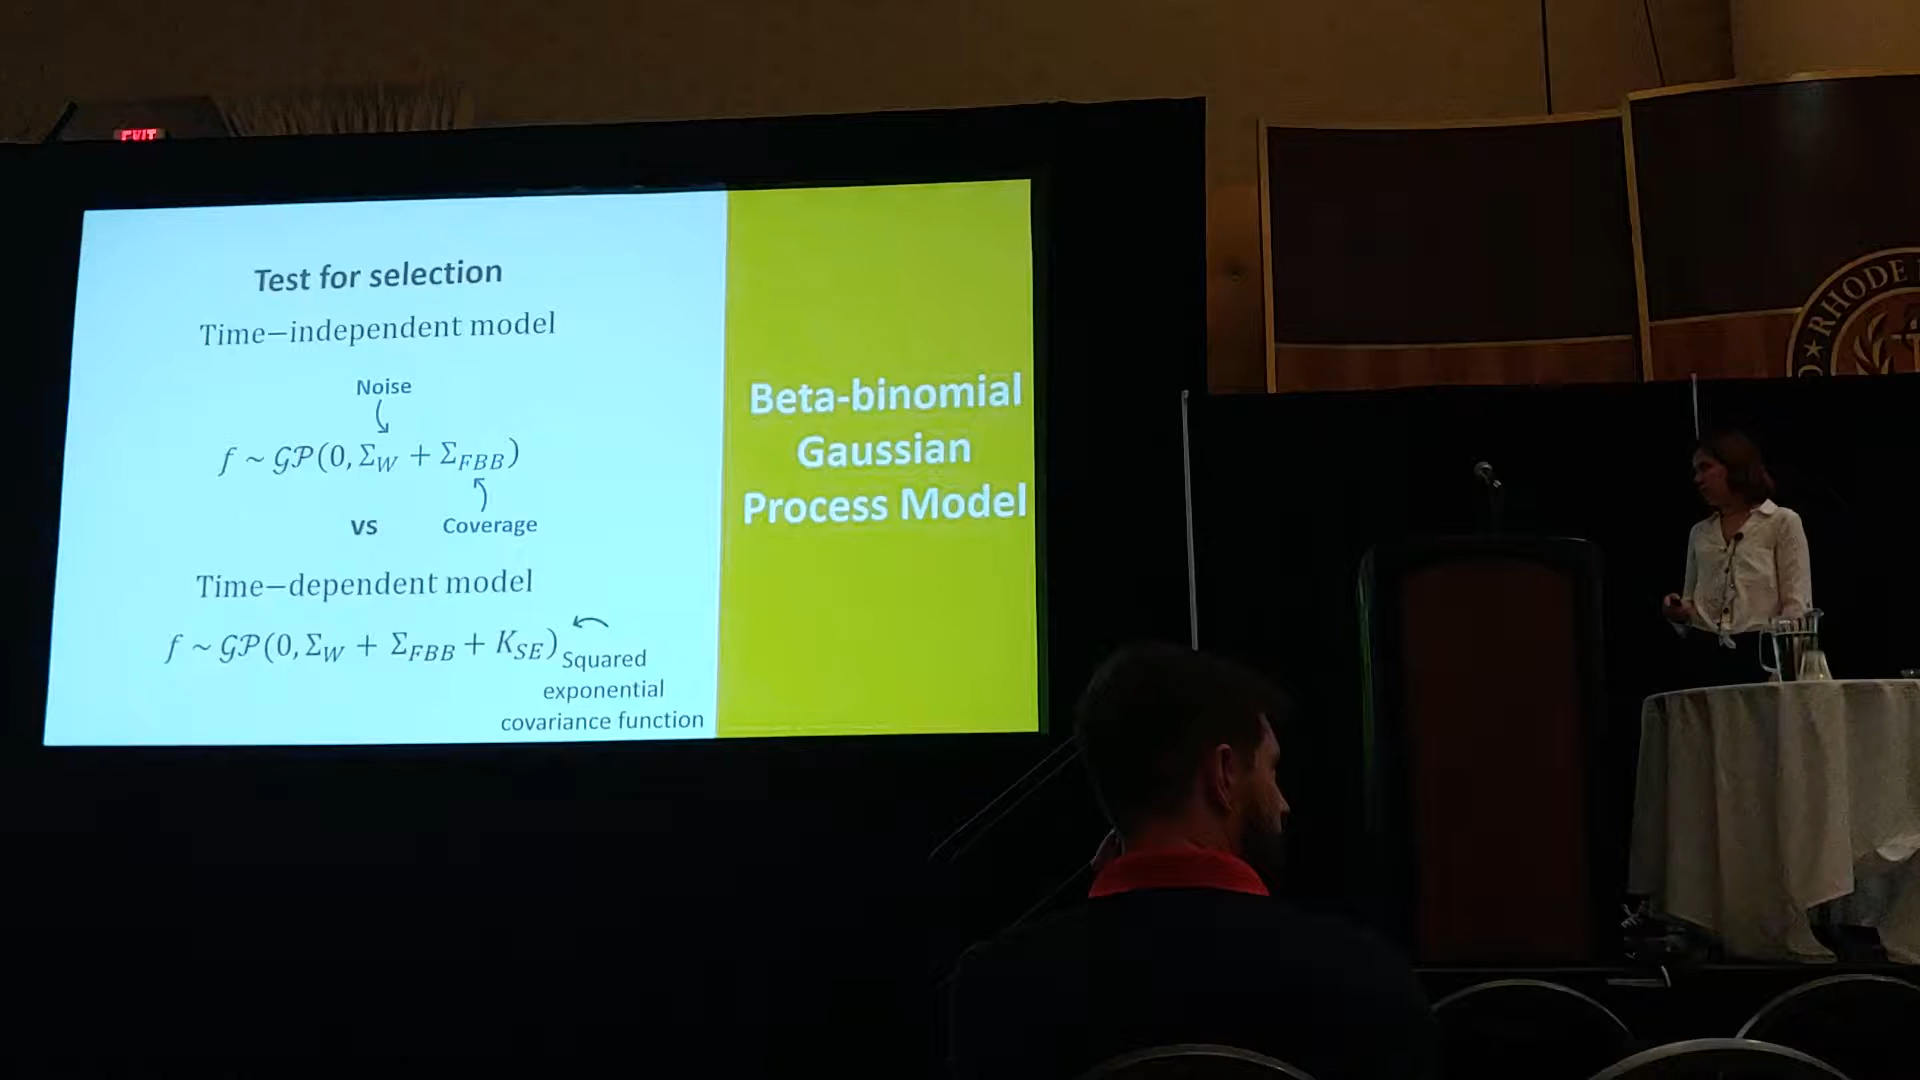 EXIT
Test for selection
Time−independent model
Noise
f ~ 𝒢𝒫(0, Σ_W + Σ_FBB)
vs
Coverage
Time−dependent model
f ~ 𝒢𝒫(0, Σ_W + Σ_FBB + K_SE)
Squared
exponential
covariance function
Beta-binomial
Gaussian
Process Model
RHODE